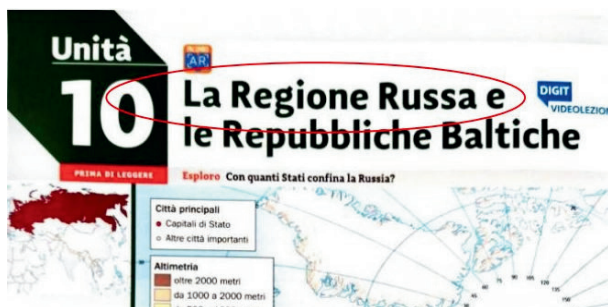 Unità
10
AR
La Regione Russa e
le Repubbliche Baltiche
DIGIT
VIDEOLEZION
PRIMA DI LEGGERE
Esploro Con quanti Stati confina la Russia?
Città principali
Capitali di Stato
Altre città importanti
Altimetria
oltre 2000 metri
da 1000 a 2000 metri